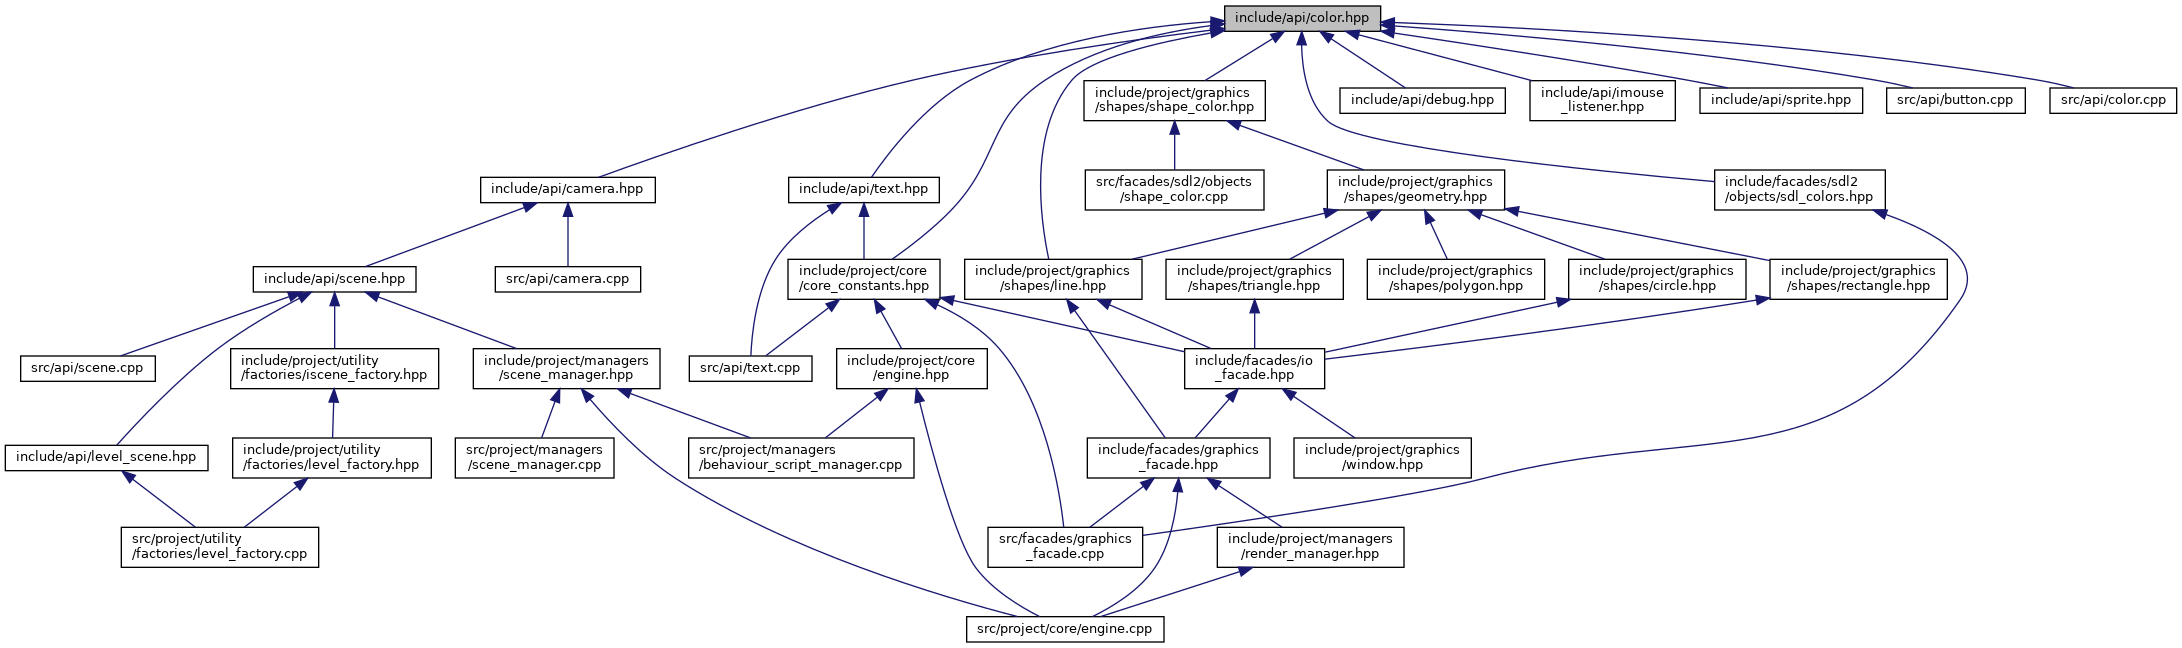 include/api/color.hpp
include/project/graphics
/shapes/shape_color.hpp
include/api/debug.hpp
include/api/imouse
_listener.hpp
include/api/sprite.hpp
src/api/button.cpp
src/api/color.cpp
include/api/camera.hpp
include/api/text.hpp
src/facades/sdl2/objects
/shape_color.cpp
include/project/graphics
/shapes/geometry.hpp
include/facades/sdl2
/objects/sdl_colors.hpp
include/api/scene.hpp
src/api/camera.cpp
include/project/core
/core_constants.hpp
include/project/graphics
/shapes/line.hpp
include/project/graphics
/shapes/triangle.hpp
include/project/graphics
/shapes/polygon.hpp
include/project/graphics
/shapes/circle.hpp
include/project/graphics
/shapes/rectangle.hpp
src/api/scene.cpp
include/project/utility
/factories/iscene_factory.hpp
include/project/managers
/scene_manager.hpp
src/api/text.cpp
include/project/core
/engine.hpp
include/facades/io
_facade.hpp
include/api/level_scene.hpp
include/project/utility
/factories/level_factory.hpp
src/project/managers
/scene_manager.cpp
src/project/managers
/behaviour_script_manager.cpp
include/facades/graphics
_facade.hpp
include/project/graphics
/window.hpp
src/project/utility
/factories/level_factory.cpp
src/facades/graphics
_facade.cpp
include/project/managers
/render_manager.hpp
src/project/core/engine.cpp